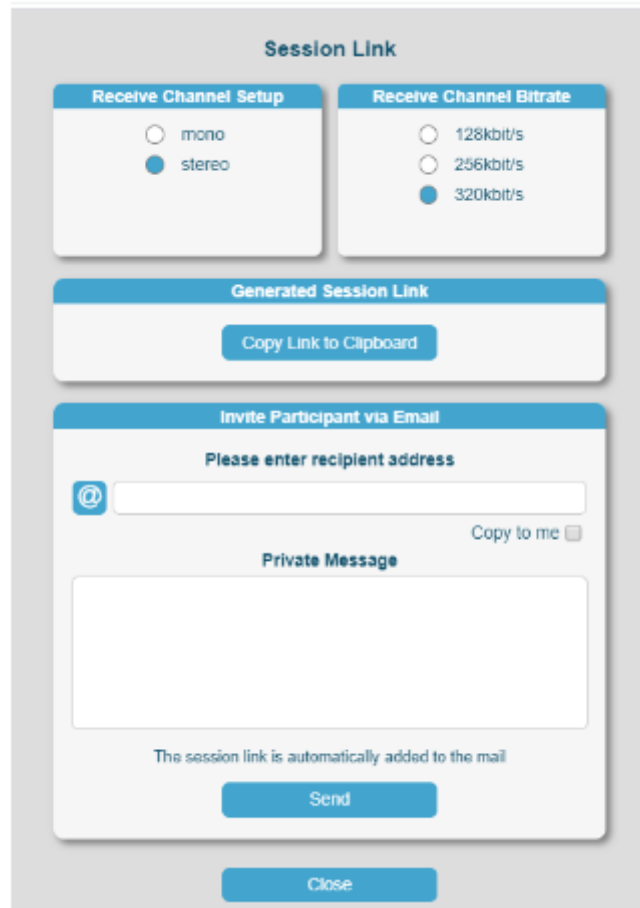 Session Link
Receive Channel Setup
mono
stereo
Receive Channel Bitrate
128kbit/s
256kbit/s
320kbit/s
Generated Session Link
Copy Link to Clipboard
Invite Participant via Email
Please enter recipient address
@
Copy to me
Private Message
The session link is automatically added to the mail
Send
Close